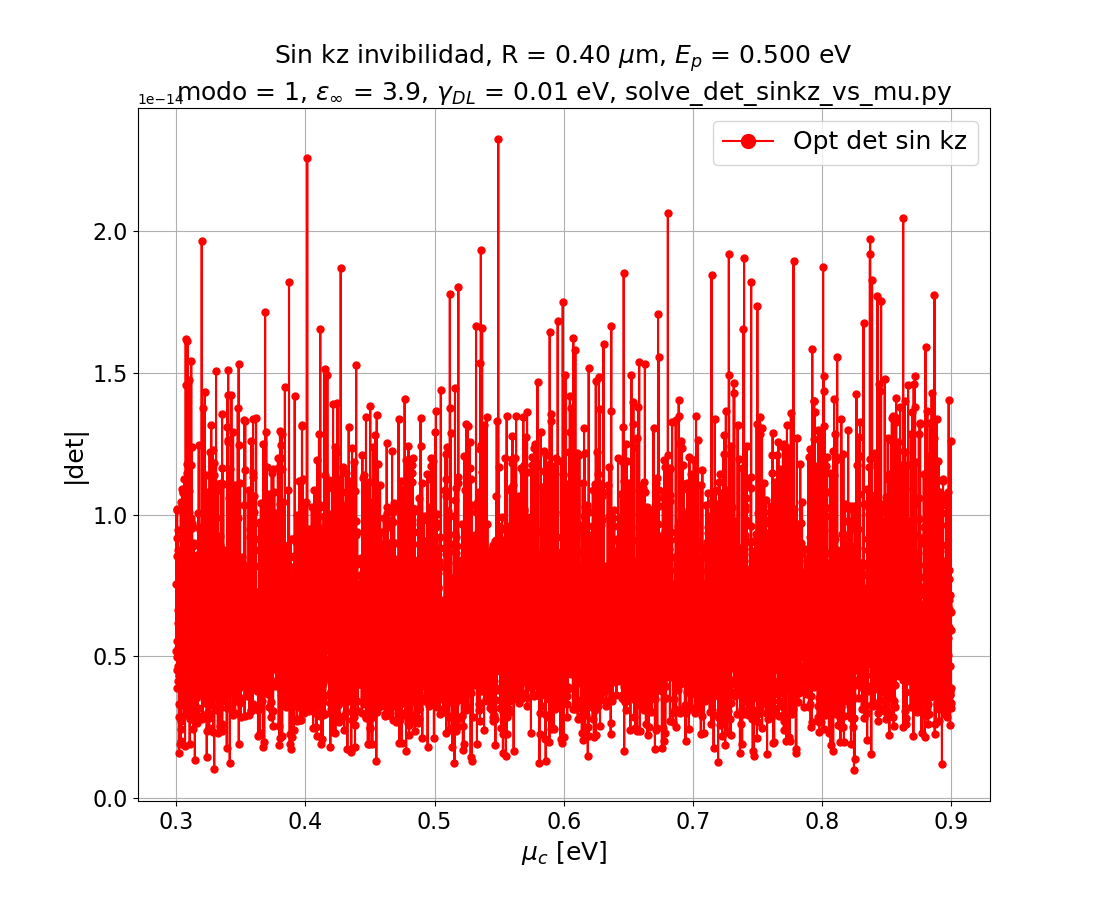 Sin kz invibilidad, R = 0.40 μm, E_p = 0.500 eV
modo = 1, ε_∞ = 3.9, γ_DL = 0.01 eV, solve_det_sinkz_vs_mu.py
1e−14
Opt det sin kz
2.0
1.5
1.0
0.5
0.0
|det|
0.3 0.4 0.5 0.6 0.7 0.8 0.9
μ_c [eV]